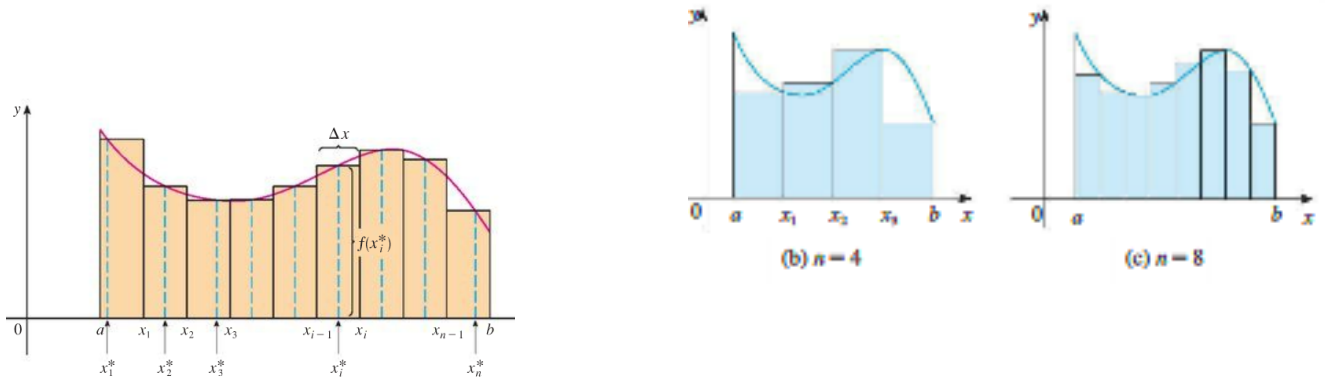 y
Δx
f(x*i)
0 a x1 x2 x3 xi−1 xi xn−1 b
x*1 x*2 x*3 x*i x*n
y
0 a x1 x2 x3 b x
(b) n = 4
y
0 a b x
(c) n = 8